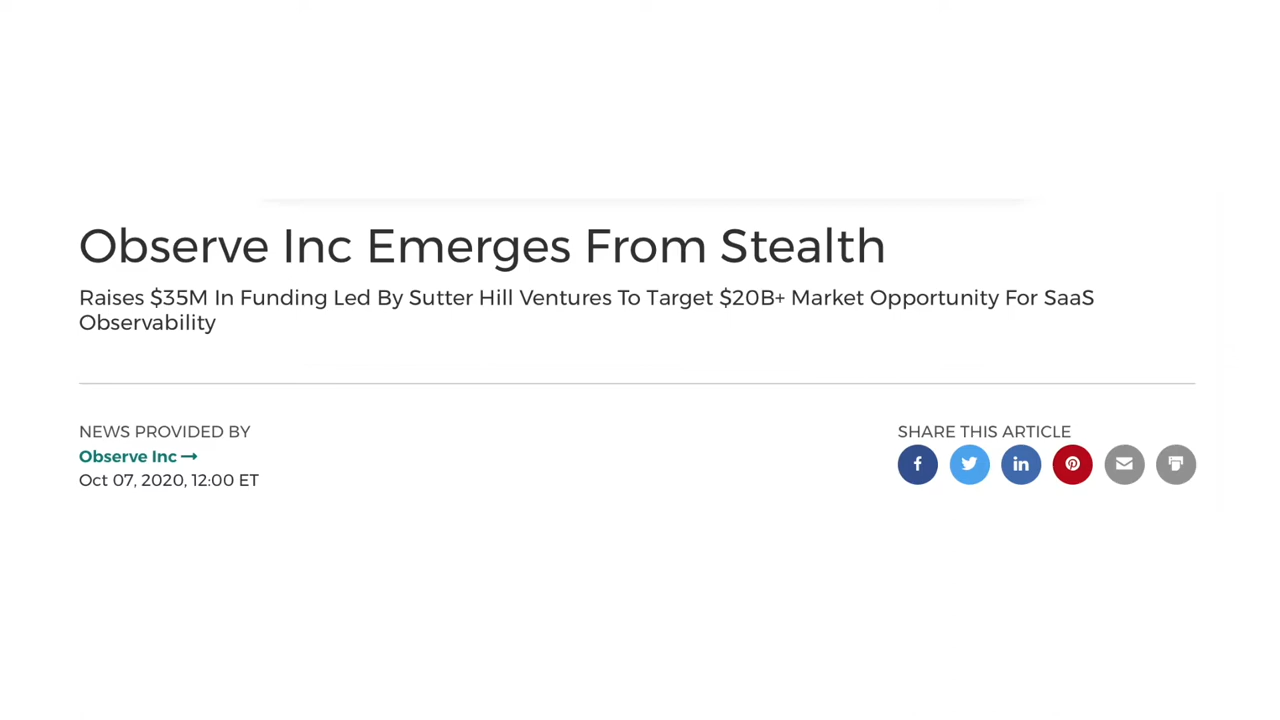 Observe Inc Emerges From Stealth
Raises $35M In Funding Led By Sutter Hill Ventures To Target $20B+ Market Opportunity For SaaS
Observability
NEWS PROVIDED BY
Observe Inc →
Oct 07, 2020, 12:00 ET
SHARE THIS ARTICLE